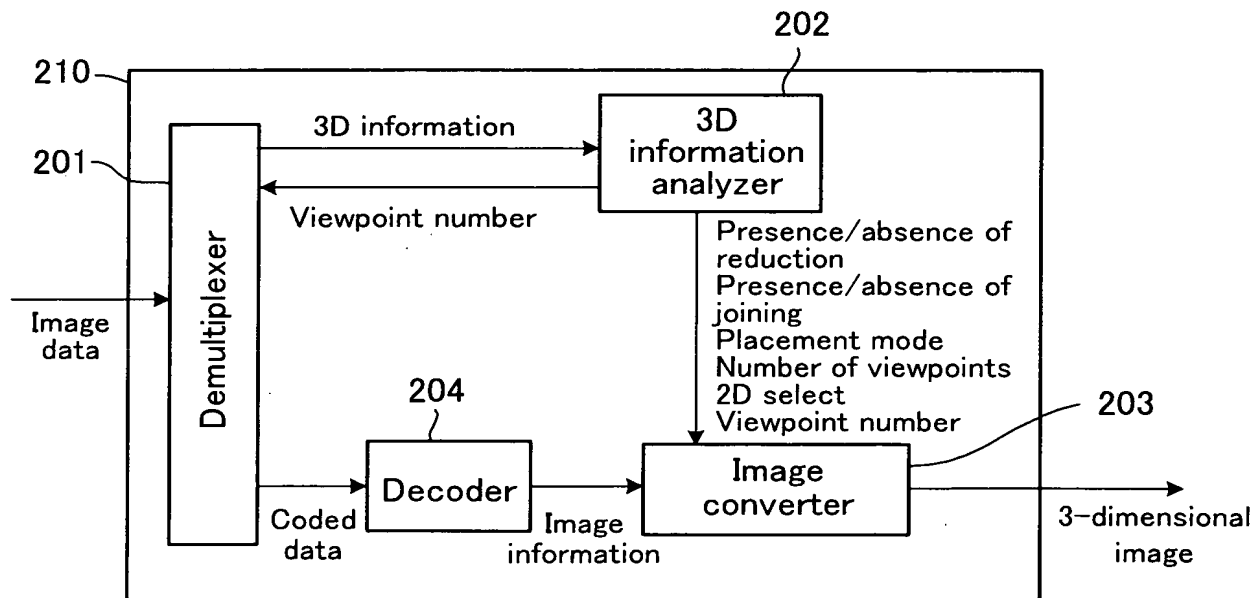 202
210
3D information
3D
information
analyzer
201
Viewpoint number
Demultiplexer
Presence/absence of
reduction
Presence/absence of
joining
Placement mode
Number of viewpoints
2D select
Viewpoint number
Image
data
204
203
Decoder
Image
converter
Coded
data
Image
information
3-dimensional
image